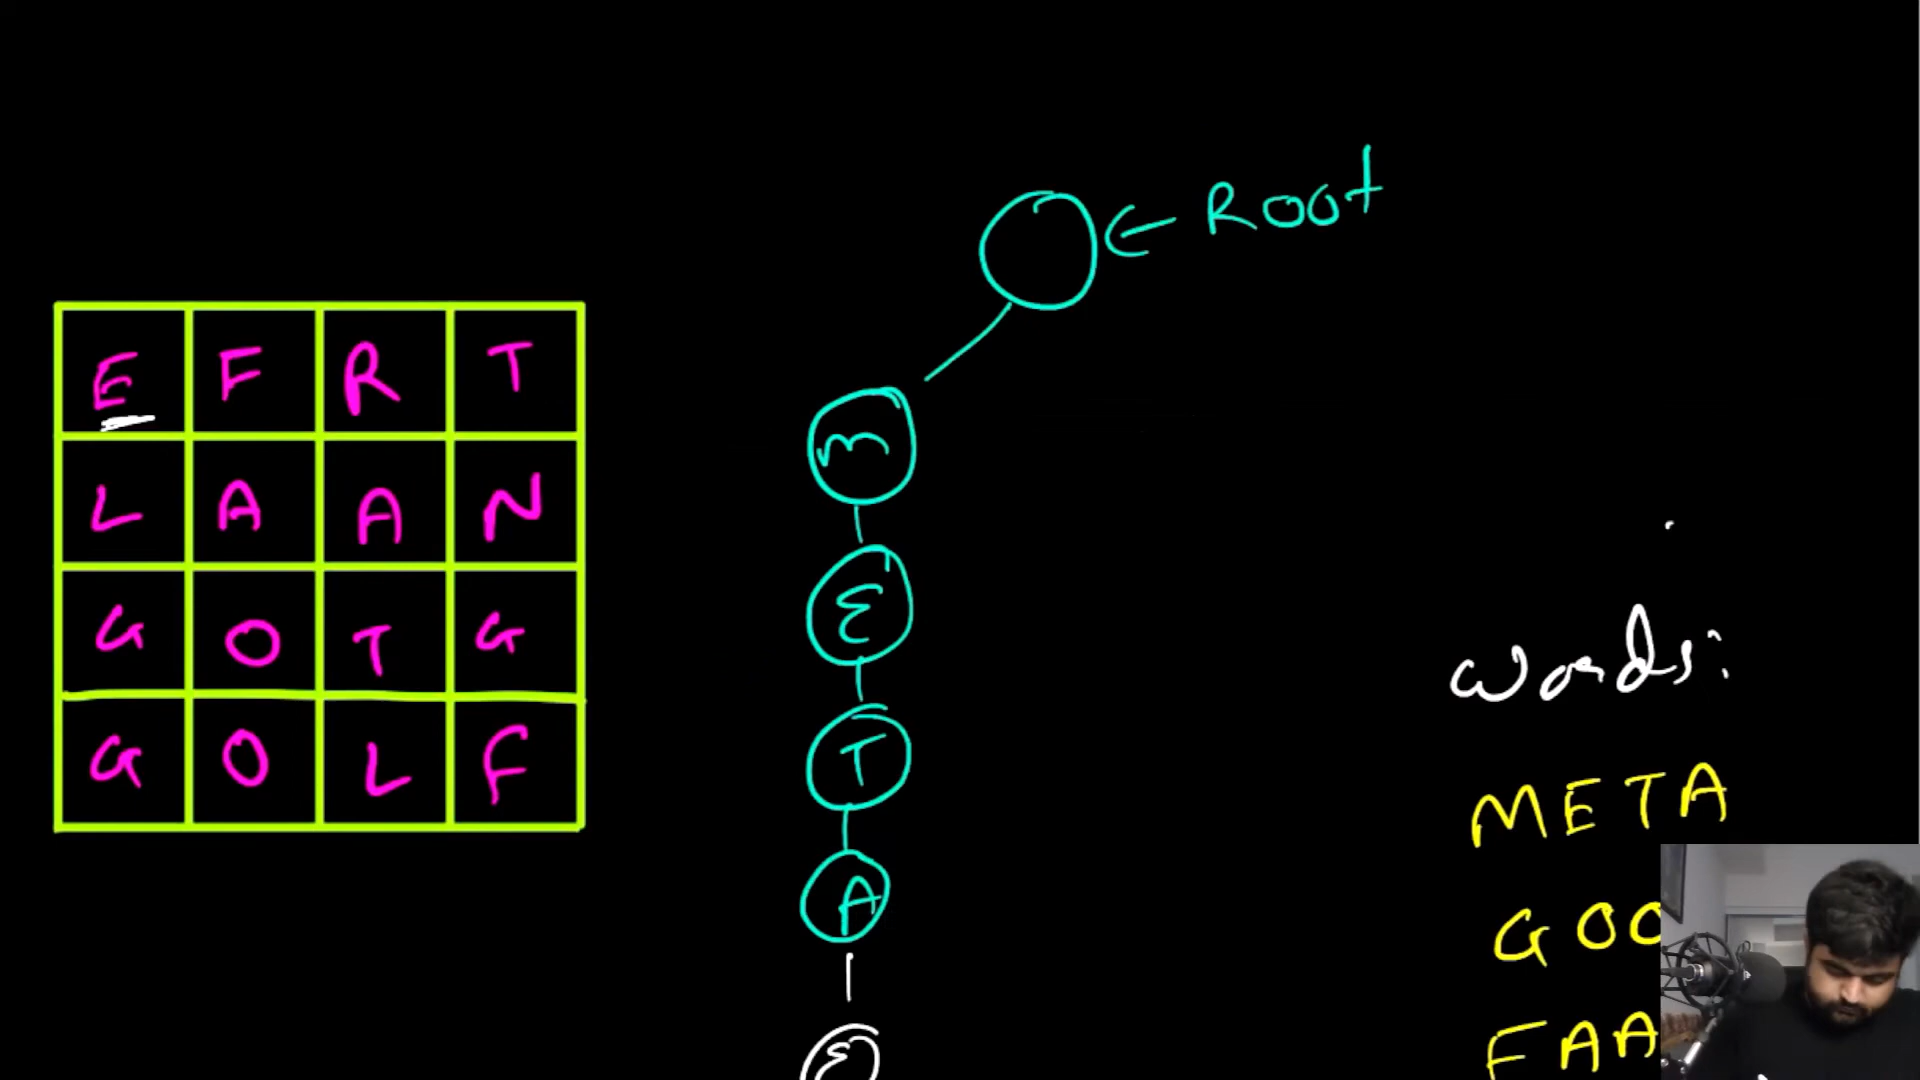 ← Root
E F R T
L A A N
G O T G
G O L F
m
E
T
A
E
words:
META
GOO
FAA